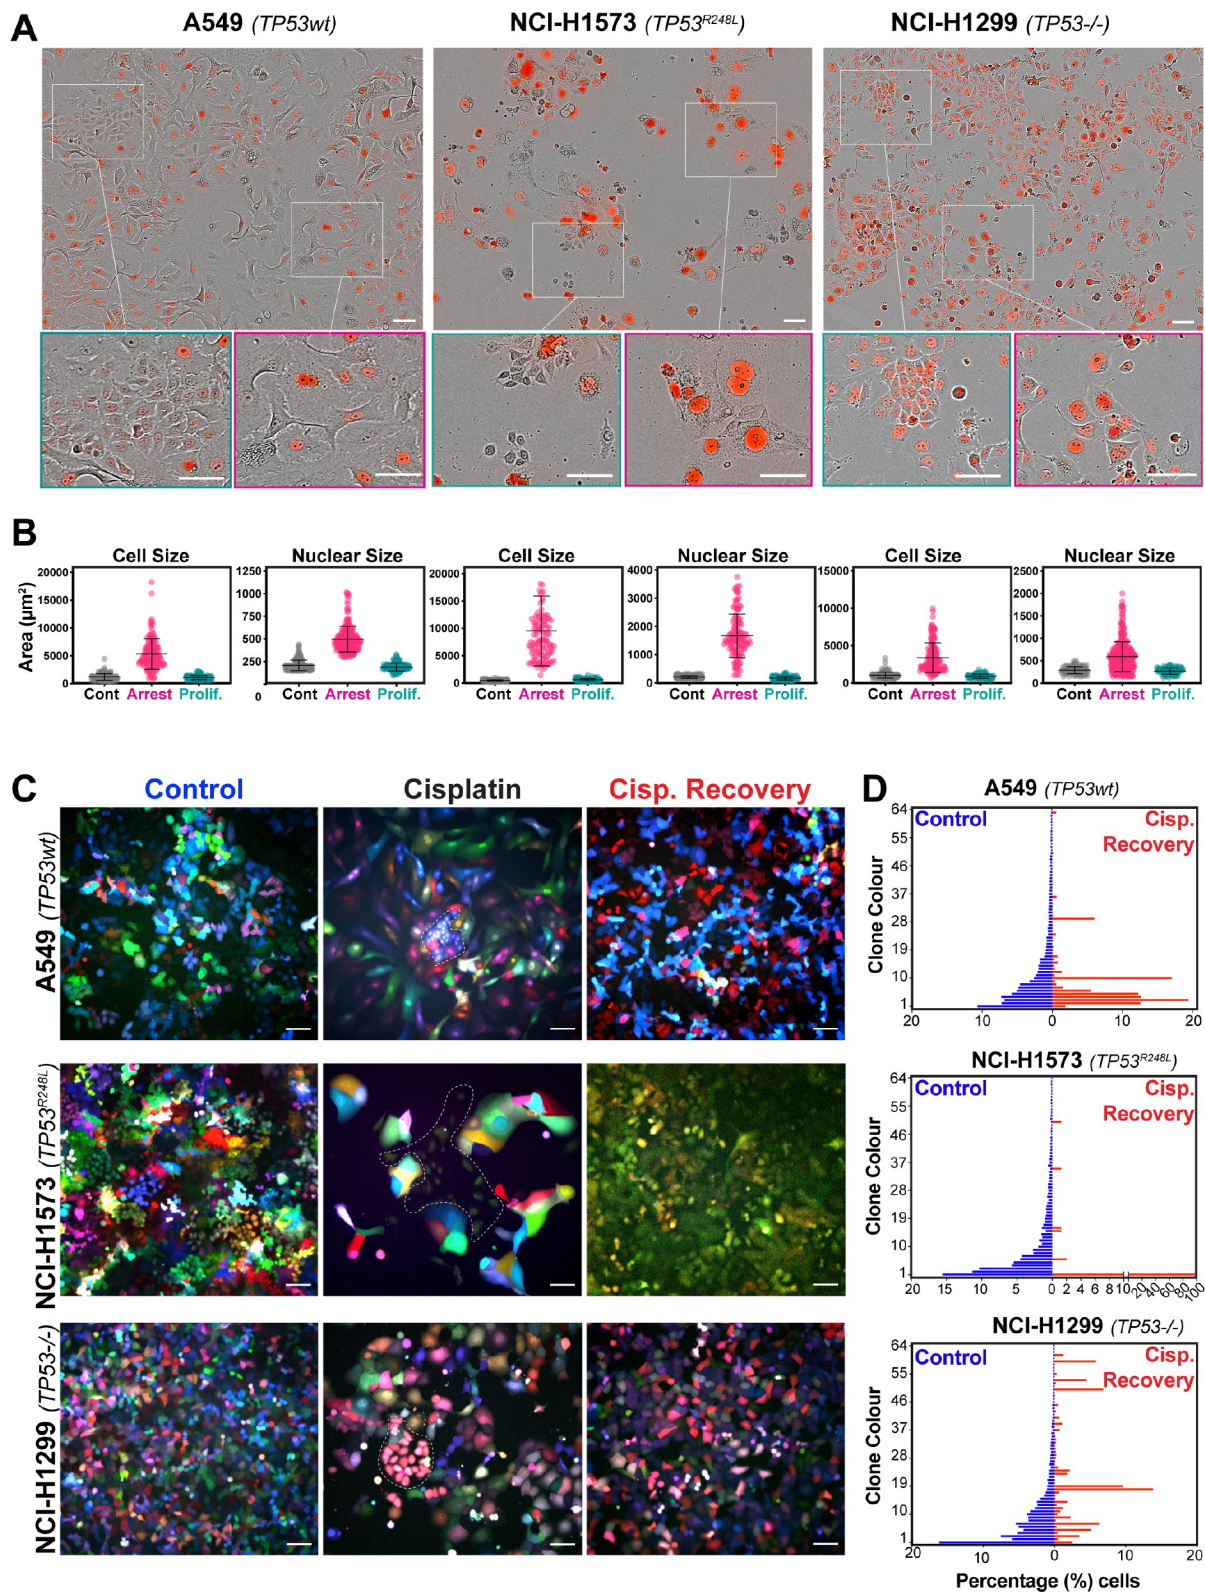 A
A549 (TP53wt)
NCI-H1573 (TP53R248L)
NCI-H1299 (TP53-/-)
B
Cell Size
Nuclear Size
Cell Size
Nuclear Size
Cell Size
Nuclear Size
Area (µm²)
20000
15000
10000
5000
0
1250
1000
750
500
250
0
20000
15000
10000
5000
0
4000
3000
2000
1000
0
15000
10000
5000
0
2500
2000
1500
1000
500
0
Cont Arrest Prolif.
Cont Arrest Prolif.
Cont Arrest Prolif.
Cont Arrest Prolif.
Cont Arrest Prolif.
Cont Arrest Prolif.
C
Control
Cisplatin
Cisp. Recovery
A549 (TP53wt)
NCI-H1573 (TP53R248L)
NCI-H1299 (TP53-/-)
D
A549 (TP53wt)
Control
Cisp.
Recovery
Clone Colour
64
55
46
37
28
19
10
1
20 10 0 10 20
NCI-H1573 (TP53R248L)
Control
Cisp.
Recovery
Clone Colour
64
55
46
37
28
19
10
1
20 15 5 0 2 4 6 8 10 20 40 60 80 100
NCI-H1299 (TP53-/-)
Control
Cisp.
Recovery
Clone Colour
64
55
46
37
28
19
10
1
20 10 0 10 20
Percentage (%) cells